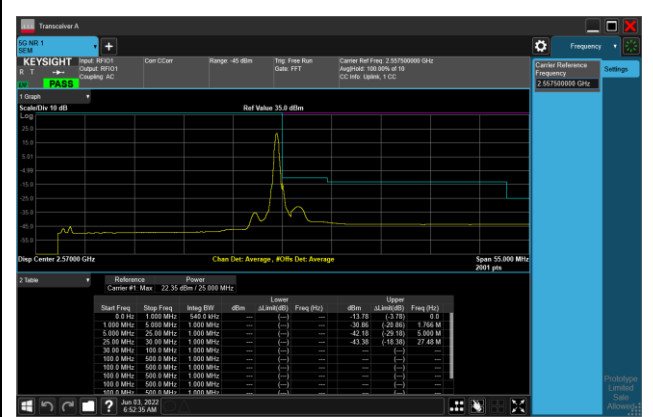 Transceiver A
5G NR 1
SEM
Frequency
KEYSIGHT
R T
PASS
Input: RFIO1
Output: RFIO1
Coupling: AC
Corr CCorr
Range: -45 dBm
Trig: Free Run
Gate: FFT
Carrier Ref Freq: 2.557500000 GHz
Avg|Hold: 100.00% of 10
CC Info: Uplink, 1 CC
Carrier Reference
Frequency
2.557500000 GHz
Settings
1 Graph
Scale/Div 10 dB
Ref Value 35.0 dBm
Log
25.0
15.0
5.01
-4.99
-15.0
-25.0
-35.0
-45.0
-55.0
Disp Center 2.57000 GHz
Chan Det: Average, #Offs Det: Average
Span 55.000 MHz
2001 pts
2 Table
Reference Power
Carrier #1 Max 22.35 dBm / 25.000 MHz
Lower Upper
Start Freq Stop Freq Integ BW dBm ΔLimit(dB) Freq (Hz) dBm ΔLimit(dB) Freq (Hz)
0.0 Hz 1.000 MHz 540.0 kHz --- (---) --- -13.78 (-3.78) 0.0
1.000 MHz 5.000 MHz 1.000 MHz --- (---) --- -30.86 (-20.86) 1.766 M
5.000 MHz 25.00 MHz 1.000 MHz --- (---) --- -42.18 (-29.18) 5.000 M
25.00 MHz 30.00 MHz 1.000 MHz --- (---) --- -43.38 (-18.38) 27.48 M
30.00 MHz 100.0 MHz 1.000 MHz --- (---) --- --- (---) ---
100.0 MHz 500.0 MHz 1.000 MHz --- (---) --- --- (---) ---
100.0 MHz 500.0 MHz 1.000 MHz --- (---) --- --- (---) ---
100.0 MHz 500.0 MHz 1.000 MHz --- (---) --- --- (---) ---
100.0 MHz 500.0 MHz 1.000 MHz --- (---) --- --- (---) ---
Prototype
Limited
Sale
Allowed
?
Jun 03, 2022
6:52:35 AM